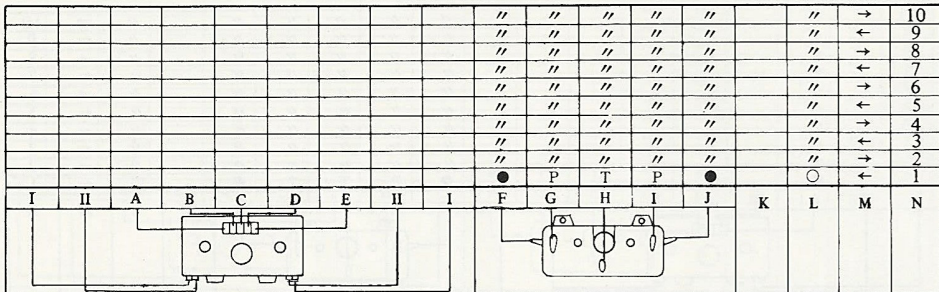 〃 〃 〃 〃 〃 〃 → 10
〃 〃 〃 〃 〃 〃 ← 9
〃 〃 〃 〃 〃 〃 → 8
〃 〃 〃 〃 〃 〃 ← 7
〃 〃 〃 〃 〃 〃 → 6
〃 〃 〃 〃 〃 〃 ← 5
〃 〃 〃 〃 〃 〃 → 4
〃 〃 〃 〃 〃 〃 ← 3
〃 〃 〃 〃 〃 〃 → 2
● P T P ● ○ ← 1
I II A B C D E II I F G H I J K L M N